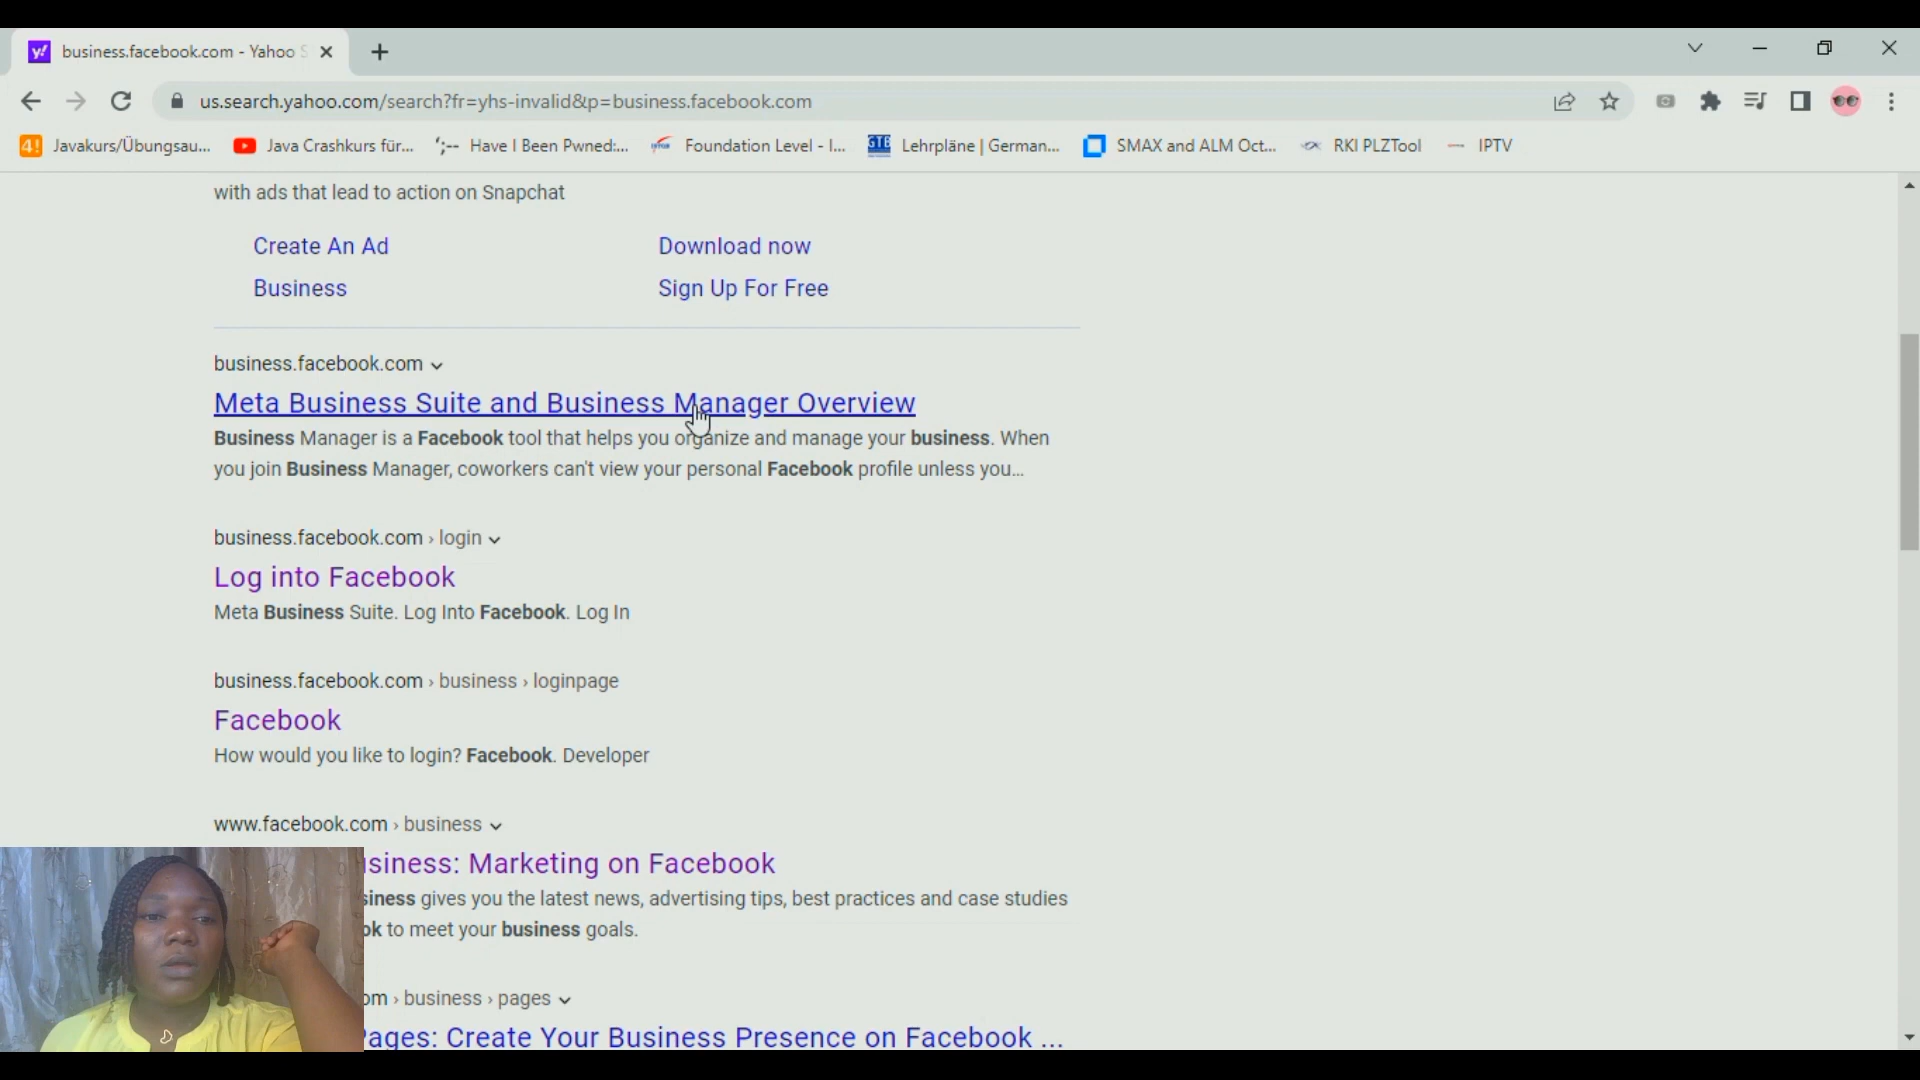 business.facebook.com - Yahoo S
us.search.yahoo.com/search?fr=yhs-invalid&p=business.facebook.com
Javakurs/Übungsau... Java Crashkurs für... Have I Been Pwned:... Foundation Level - I... Lehrpläne | German... SMAX and ALM Oct... RKI PLZTool IPTV
with ads that lead to action on Snapchat
Create An Ad Download now
Business Sign Up For Free
business.facebook.com
Meta Business Suite and Business Manager Overview
Business Manager is a Facebook tool that helps you organize and manage your business. When
you join Business Manager, coworkers can't view your personal Facebook profile unless you...
business.facebook.com › login
Log into Facebook
Meta Business Suite. Log Into Facebook. Log In
business.facebook.com › business › loginpage
Facebook
How would you like to login? Facebook. Developer
www.facebook.com › business
usiness: Marketing on Facebook
siness gives you the latest news, advertising tips, best practices and case studies
ok to meet your business goals.
om › business › pages
Pages: Create Your Business Presence on Facebook ...